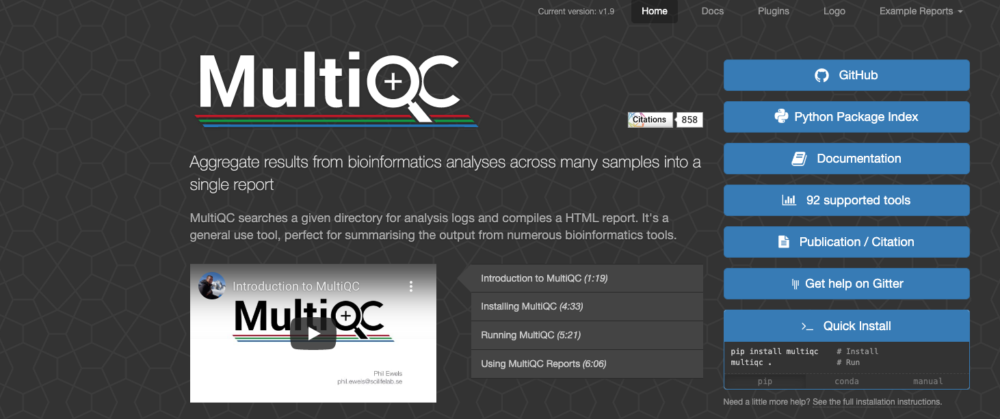 Current version: v1.9 Home Docs Plugins Logo Example Reports
MultiQC
Citations 858
Aggregate results from bioinformatics analyses across many samples into a
single report
MultiQC searches a given directory for analysis logs and compiles a HTML report. It's a
general use tool, perfect for summarising the output from numerous bioinformatics tools.
Introduction to MultiQC
MultiQC
Phil Ewels
phil.ewels@scilifelab.se
Introduction to MultiQC (1:19)
Installing MultiQC (4:33)
Running MultiQC (5:21)
Using MultiQC Reports (6:06)
GitHub
Python Package Index
Documentation
92 supported tools
Publication / Citation
Get help on Gitter
>_ Quick Install
pip install multiqc # Install
multiqc . # Run
pip conda manual
Need a little more help? See the full installation instructions.